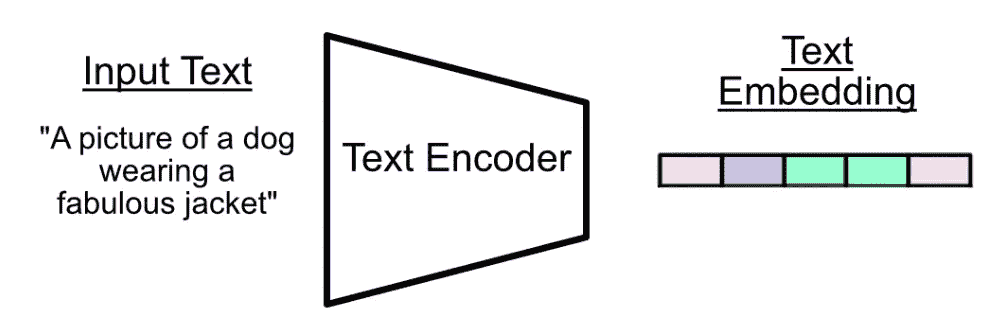 Input Text
"A picture of a dog
wearing a
fabulous jacket"
Text Encoder
Text
Embedding